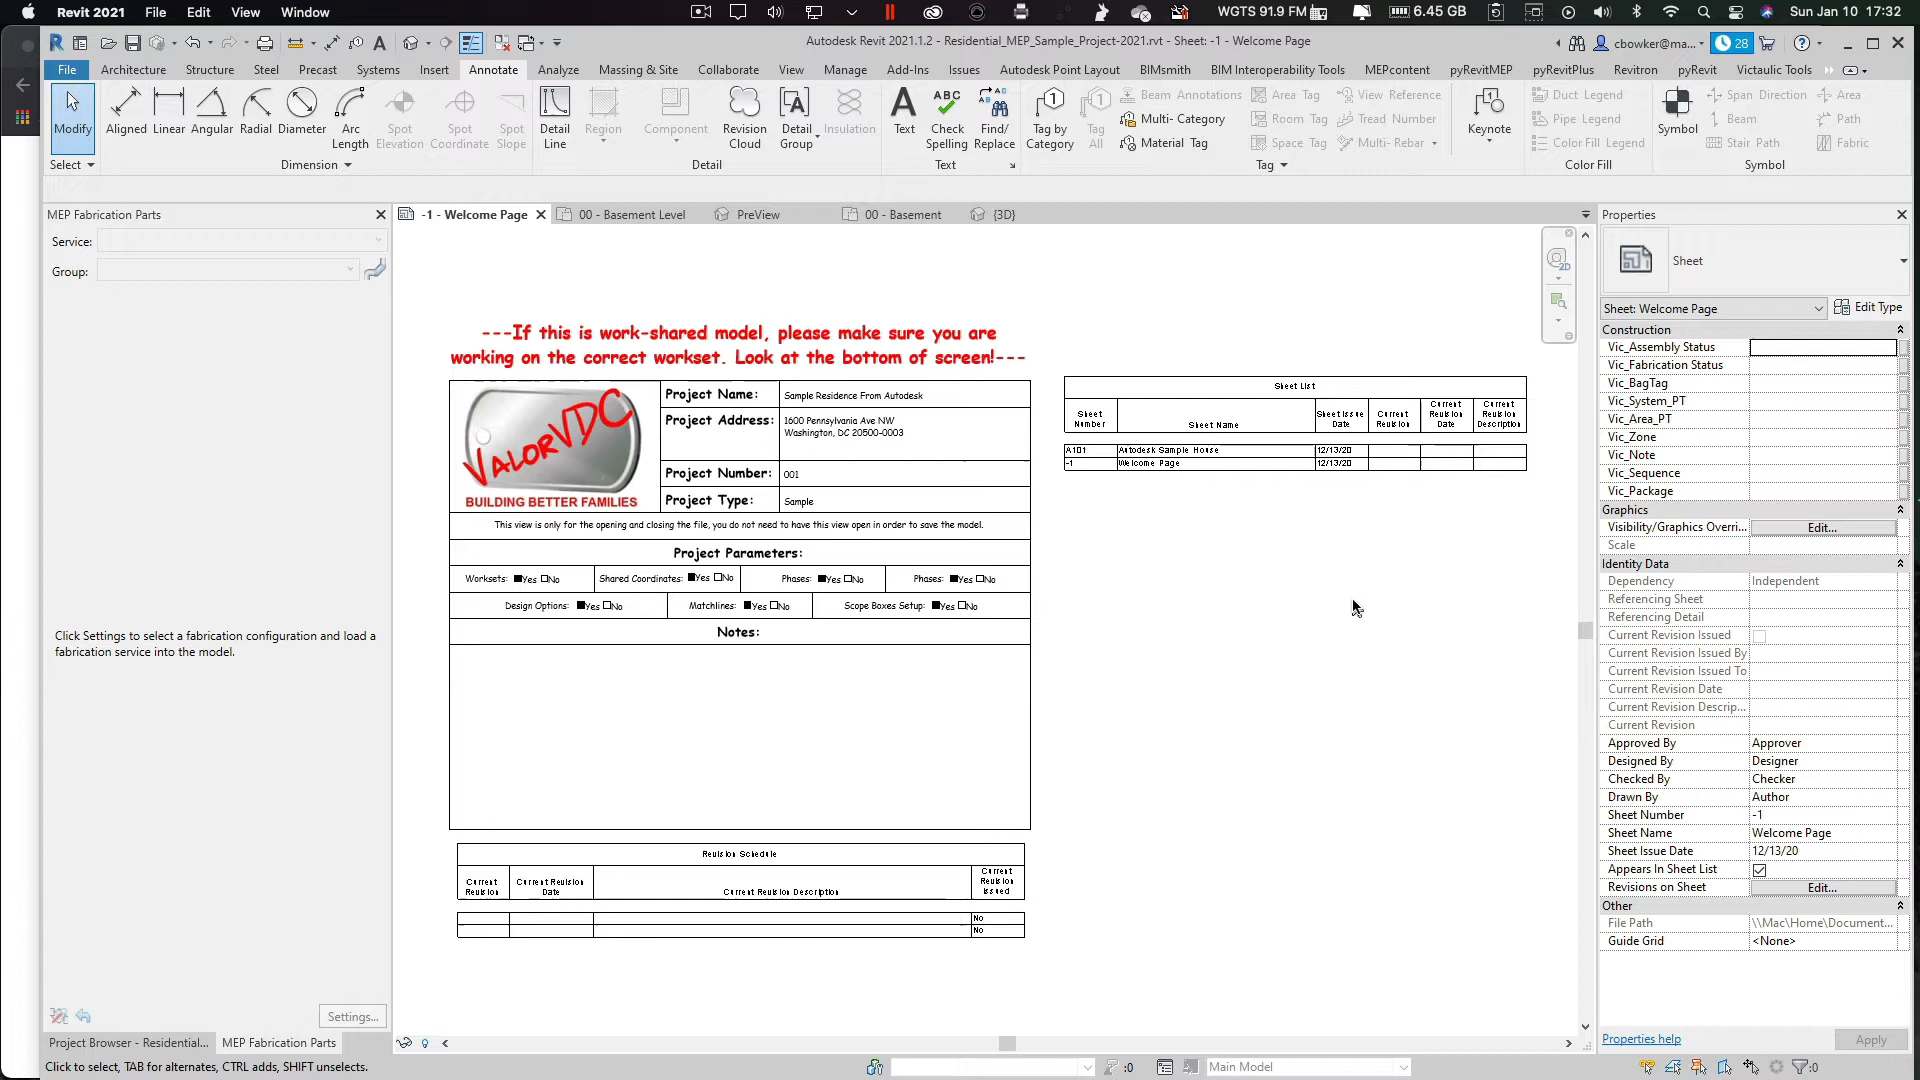 Revit 2021 File Edit View Window
WGTS 91.9 FM 6.45 GB Sun Jan 10 17:32
Autodesk Revit 2021.1.2 - Residential_MEP_Sample_Project-2021.rvt - Sheet: -1 - Welcome Page
cbowker@ma... 28
File Architecture Structure Steel Precast Systems Insert Annotate Analyze Massing & Site Collaborate View Manage Add-Ins Issues Autodesk Point Layout BIMsmith BIM Interoperability Tools MEPcontent pyRevitMEP pyRevitPlus Revitron pyRevit Victaulic Tools
Modify
Aligned Linear Angular Radial Diameter Arc Length Spot Elevation Spot Coordinate Spot Slope
Detail Line Region Component Revision Cloud Detail Group Insulation
Text ABC Check Spelling Find/ Replace
Tag by Category Tag All
Beam Annotations Area Tag View Reference
Multi- Category Room Tag Tread Number
Material Tag Space Tag Multi- Rebar
Keynote
Duct Legend
Pipe Legend
Color Fill Legend
Symbol
Span Direction Area
Beam Path
Stair Path Fabric
Select Dimension Detail Text Tag Color Fill Symbol
MEP Fabrication Parts
Service:
Group:
Click Settings to select a fabrication configuration and load a
fabrication service into the model.
Settings...
Project Browser - Residential... MEP Fabrication Parts
-1 - Welcome Page 00 - Basement Level PreView 00 - Basement {3D}
2D
---If this is work-shared model, please make sure you are
working on the correct workset. Look at the bottom of screen!---
VALORVDC
BUILDING BETTER FAMILIES
Project Name: Sample Residence From Autodesk
Project Address: 1600 Pennsylvania Ave NW
Washington, DC 20500-0003
Project Number: 001
Project Type: Sample
This view is only for the opening and closing the file, you do not need to have this view open in order to save the model.
Project Parameters:
Worksets: Yes No Shared Coordinates: Yes No Phases: Yes No Phases: Yes No
Design Options: Yes No Matchlines: Yes No Scope Boxes Setup: Yes No
Notes:
Revision Schedule
Current Revision Current Revision Date Current Revision Description Current Revision Issued
No
No
Sheet List
Sheet Number Sheet Name Sheet Issue Date Current Revision Current Revision Date Current Revision Description
A101 Autodesk Sample House 12/13/20
-1 Welcome Page 12/13/20
Properties
Sheet
Sheet: Welcome Page Edit Type
Construction
Vic_Assembly Status
Vic_Fabrication Status
Vic_BagTag
Vic_System_PT
Vic_Area_PT
Vic_Zone
Vic_Note
Vic_Sequence
Vic_Package
Graphics
Visibility/Graphics Overri... Edit...
Scale
Identity Data
Dependency Independent
Referencing Sheet
Referencing Detail
Current Revision Issued
Current Revision Issued By
Current Revision Issued To
Current Revision Date
Current Revision Descrip...
Current Revision
Approved By Approver
Designed By Designer
Checked By Checker
Drawn By Author
Sheet Number -1
Sheet Name Welcome Page
Sheet Issue Date 12/13/20
Appears In Sheet List
Revisions on Sheet Edit...
Other
File Path \\Mac\Home\Document...
Guide Grid <None>
Properties help Apply
Click to select, TAB for alternates, CTRL adds, SHIFT unselects.
:0 Main Model :0